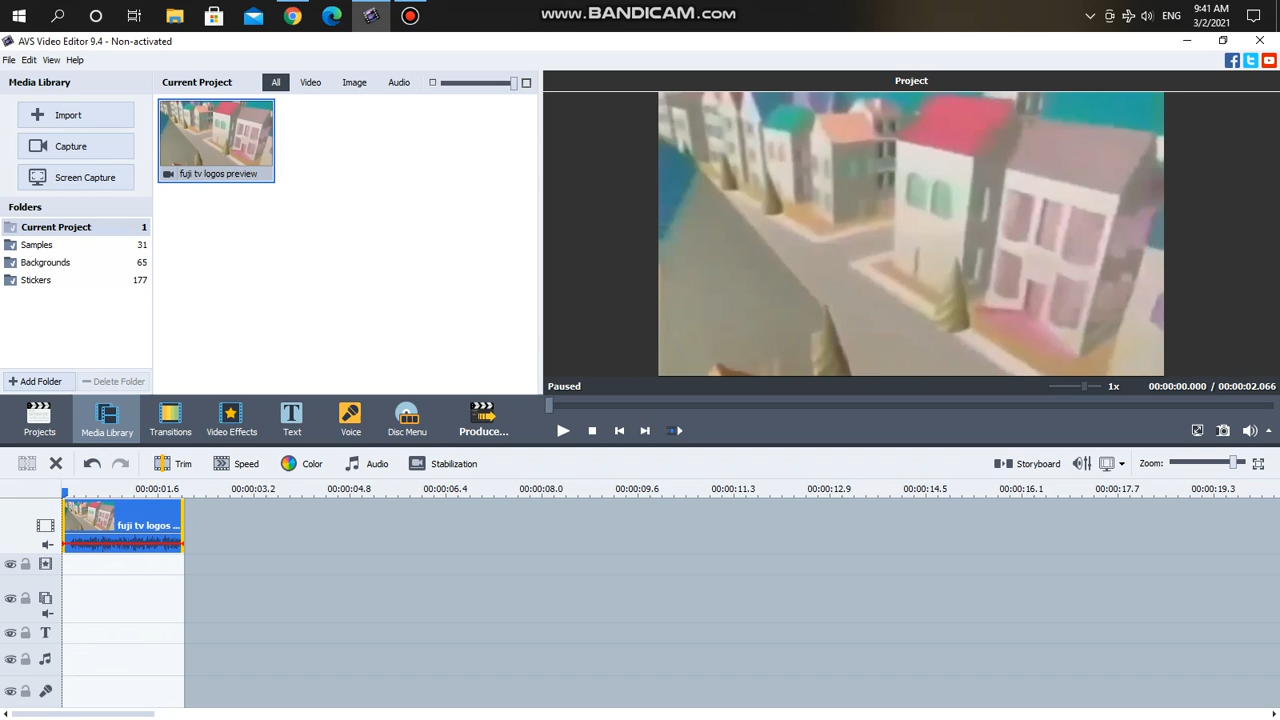 www.BANDICAM.com
ENG
9:41 AM
3/2/2021
AVS Video Editor 9.4 - Non-activated
File Edit View Help
Media Library
Import
Capture
Screen Capture
Folders
Current Project 1
Samples 31
Backgrounds 65
Stickers 177
Add Folder
Delete Folder
Current Project All Video Image Audio
fuji tv logos preview
Project
Paused 1x 00:00:00.000 / 00:00:02.066
Projects Media Library Transitions Video Effects Text Voice Disc Menu Produce...
Trim Speed Color Audio Stabilization Storyboard Zoom:
00:00:01.6 00:00:03.2 00:00:04.8 00:00:06.4 00:00:08.0 00:00:09.6 00:00:11.3 00:00:12.9 00:00:14.5 00:00:16.1 00:00:17.7 00:00:19.3
fuji tv logos ...